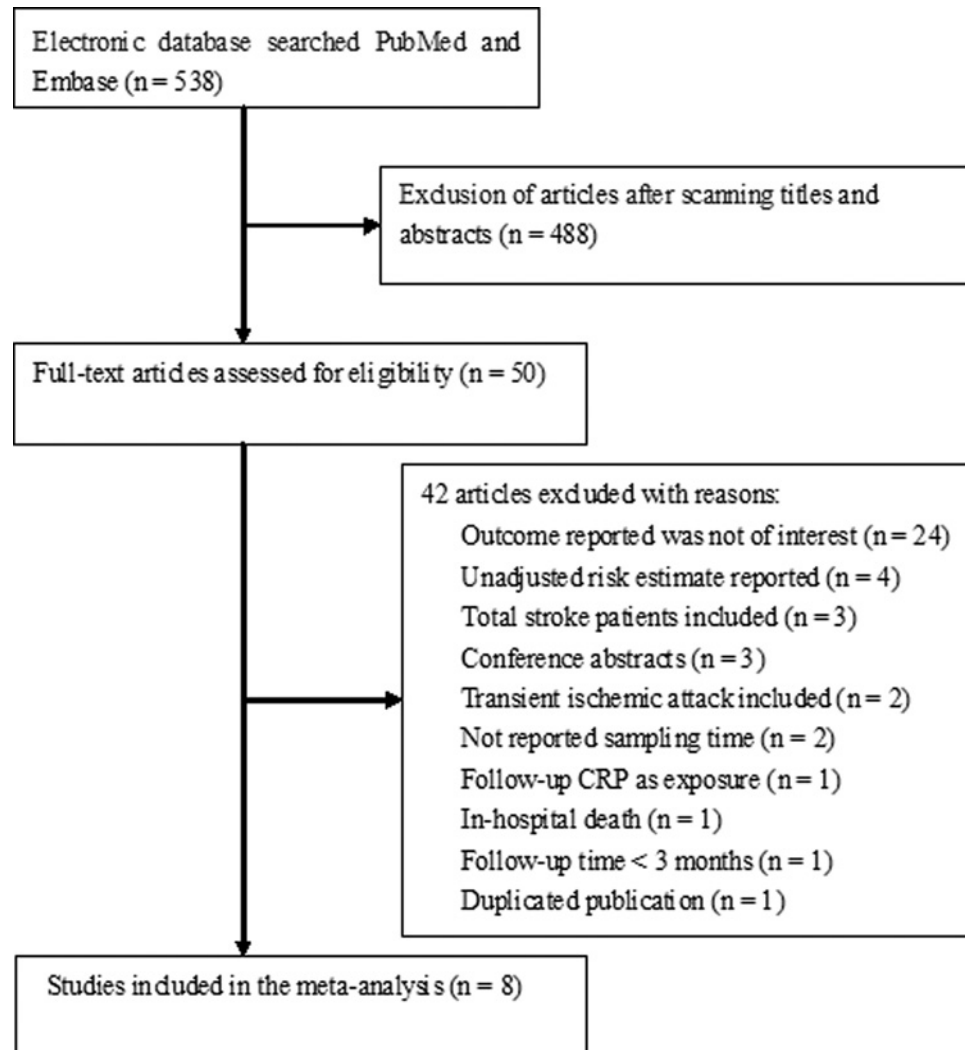 Electronic database searched PubMed and
Embase (n = 538)
Exclusion of articles after scanning titles and
abstracts (n = 488)
Full-text articles assessed for eligibility (n = 50)
42 articles excluded with reasons:
Outcome reported was not of interest (n = 24)
Unadjusted risk estimate reported (n = 4)
Total stroke patients included (n = 3)
Conference abstracts (n = 3)
Transient ischemic attack included (n = 2)
Not reported sampling time (n = 2)
Follow-up CRP as exposure (n = 1)
In-hospital death (n = 1)
Follow-up time < 3 months (n = 1)
Duplicated publication (n = 1)
Studies included in the meta-analysis (n = 8)